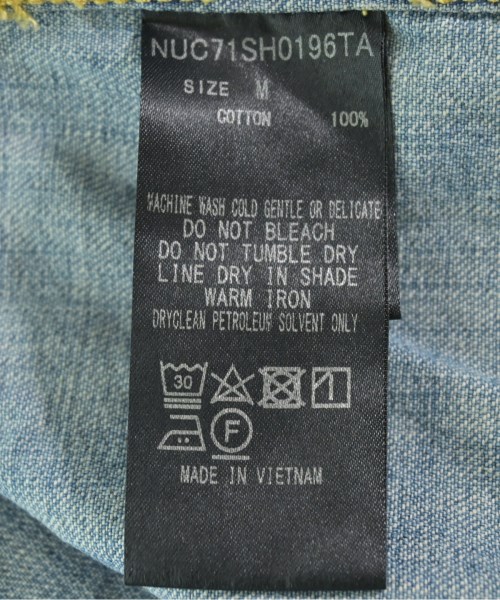 NUC71SH0196TA
SIZE M
COTTON 100%
MACHINE WASH COLD GENTLE OR DELICATE
DO NOT BLEACH
DO NOT TUMBLE DRY
LINE DRY IN SHADE
WARM IRON
DRYCLEAN PETROLEUM SOLVENT ONLY
30
F
MADE IN VIETNAM